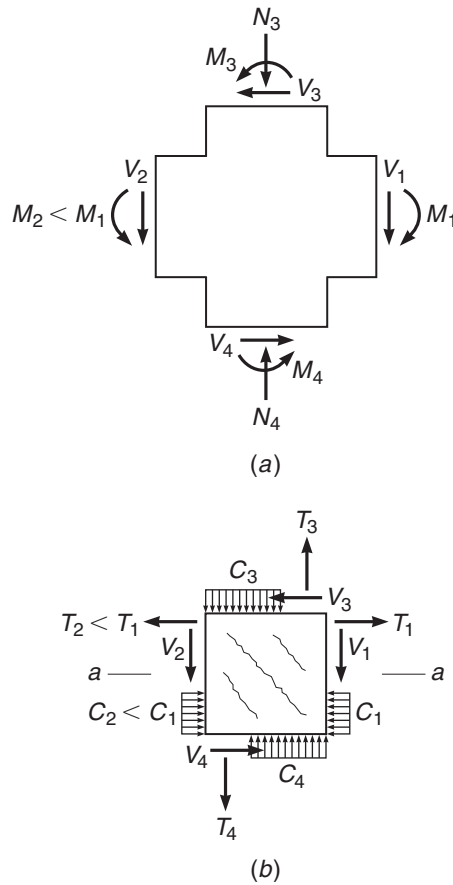 N₃
M₃
V₃
V₂ V₁
M₂ < M₁ M₁
V₄
M₄
N₄
(a)
T₃
C₃
V₃
T₂ < T₁ T₁
V₂ V₁
a a
C₂ < C₁ C₁
V₄
C₄
T₄
(b)